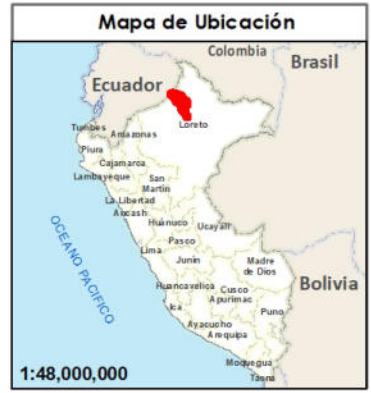 Mapa de Ubicación
Colombia
Brasil
Ecuador
Loreto
Tumbes
Amazonas
Piura
Cajamarca
Lambayeque
San
Martin
La Libertad
Ancash
Huánuco
Ucayali
Pasco
Lima
Junín
Madre
de Dios
Huancavelica
Cusco
Apurimac
Bolivia
Ica
Puno
Ayacucho
Arequipa
Moquegua
Tacna
OCEANO PACIFICO
1:48,000,000